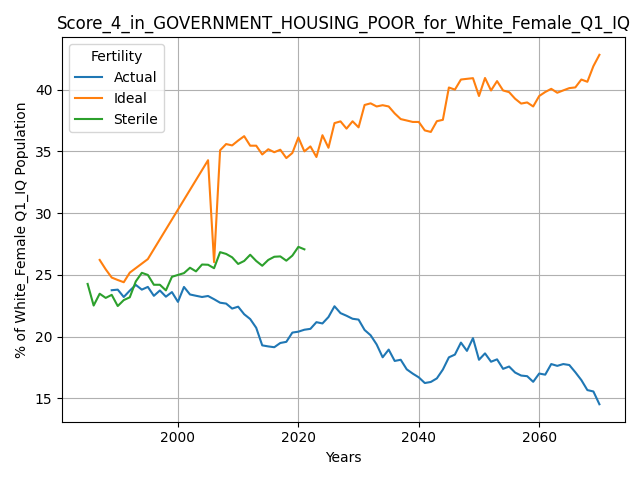 Score_4_in_GOVERNMENT_HOUSING_POOR_for_White_Female_Q1_IQ
Fertility
Actual
Ideal
Sterile
% of White_Female Q1_IQ Population
40
35
30
25
20
15
2000
2020
2040
2060
Years